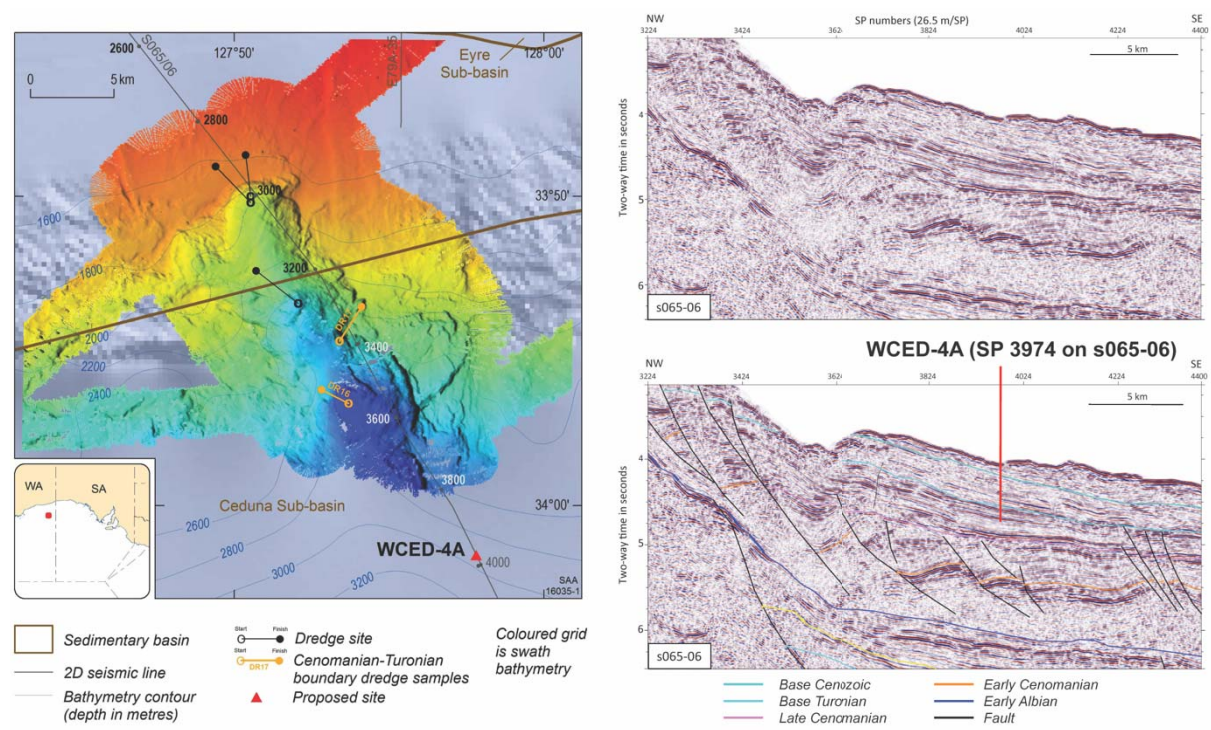 2600
S065/06
127°50'
E79A-95
128°00'
Eyre
Sub-basin
0
5 km
2800
3000
33°50'
1600
1800
3200
DR17
3400
2000
2200
2400
DR16
3600
3800
34°00'
Ceduna Sub-basin
2600
2800
WCED-4A
4000
3000
3200
SAA
16035-1
WA
SA
Sedimentary basin
2D seismic line
Bathymetry contour
(depth in metres)
Start
Finish
Dredge site
Start
Finish
DR17
Cenomanian-Turonian
boundary dredge samples
Proposed site
Coloured grid
is swath
bathymetry
NW
SP numbers (26.5 m/SP)
SE
3224
3424
3624
3824
4024
4224
4400
5 km
4
5
6
Two-way time in seconds
s065-06
WCED-4A (SP 3974 on s065-06)
NW
SE
3224
3424
362
3824
4024
4224
4400
5 km
4
5
6
Two-way time in seconds
s065-06
Base Cenozoic
Base Turonian
Late Cenomanian
Early Cenomanian
Early Albian
Fault